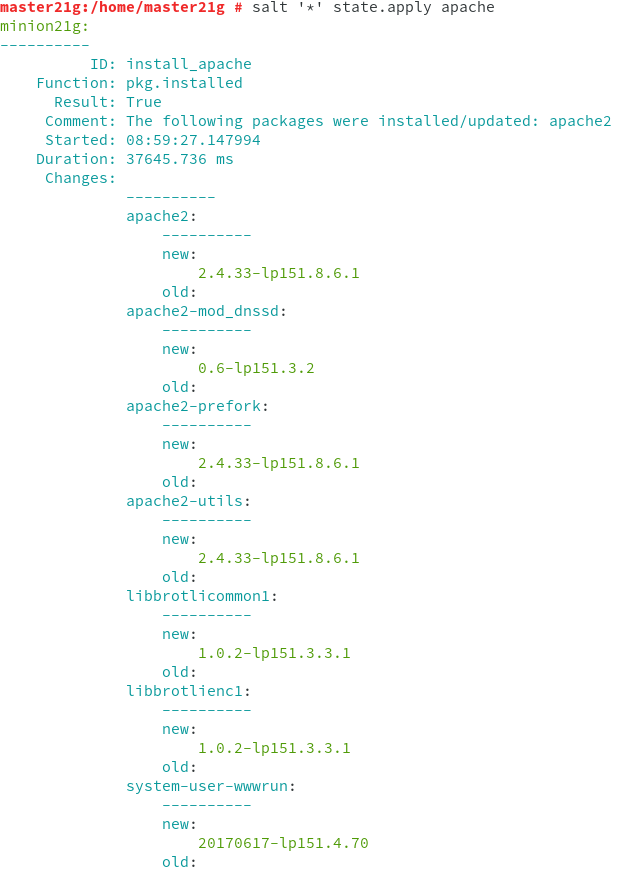 master21g:/home/master21g # salt '*' state.apply apache
minion21g:
----------
          ID: install_apache
    Function: pkg.installed
      Result: True
     Comment: The following packages were installed/updated: apache2
     Started: 08:59:27.147994
    Duration: 37645.736 ms
     Changes:
              ----------
              apache2:
                  ----------
                  new:
                      2.4.33-lp151.8.6.1
                  old:
              apache2-mod_dnssd:
                  ----------
                  new:
                      0.6-lp151.3.2
                  old:
              apache2-prefork:
                  ----------
                  new:
                      2.4.33-lp151.8.6.1
                  old:
              apache2-utils:
                  ----------
                  new:
                      2.4.33-lp151.8.6.1
                  old:
              libbrotlicommon1:
                  ----------
                  new:
                      1.0.2-lp151.3.3.1
                  old:
              libbrotlienc1:
                  ----------
                  new:
                      1.0.2-lp151.3.3.1
                  old:
              system-user-wwwrun:
                  ----------
                  new:
                      20170617-lp151.4.70
                  old: